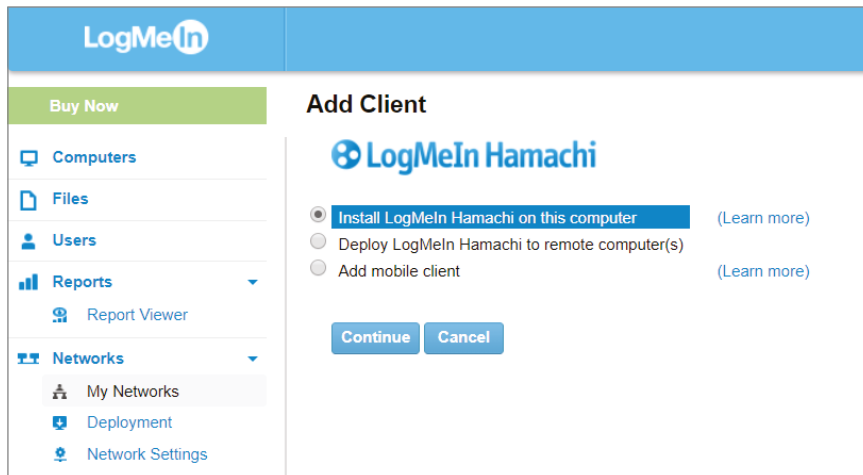 LogMeIn
Buy Now
Computers
Files
Users
Reports
Report Viewer
Networks
My Networks
Deployment
Network Settings
Add Client
LogMeIn Hamachi
Install LogMeIn Hamachi on this computer (Learn more)
Deploy LogMeIn Hamachi to remote computer(s)
Add mobile client (Learn more)
Continue Cancel